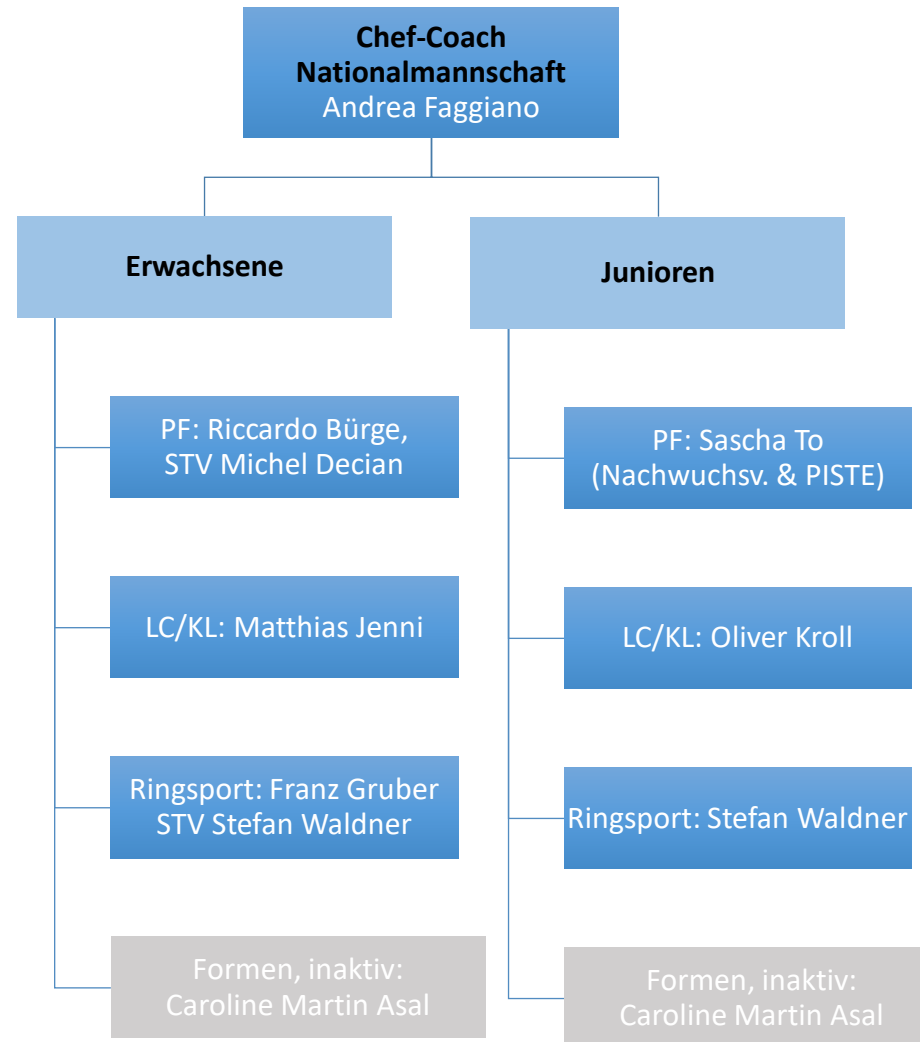 Chef-Coach
Nationalmannschaft
Andrea Faggiano
Erwachsene
PF: Riccardo Bürge,
STV Michel Decian
LC/KL: Matthias Jenni
Ringsport: Franz Gruber
STV Stefan Waldner
Formen, inaktiv:
Caroline Martin Asal
Junioren
PF: Sascha To
(Nachwuchsv. & PISTE)
LC/KL: Oliver Kroll
Ringsport: Stefan Waldner
Formen, inaktiv:
Caroline Martin Asal